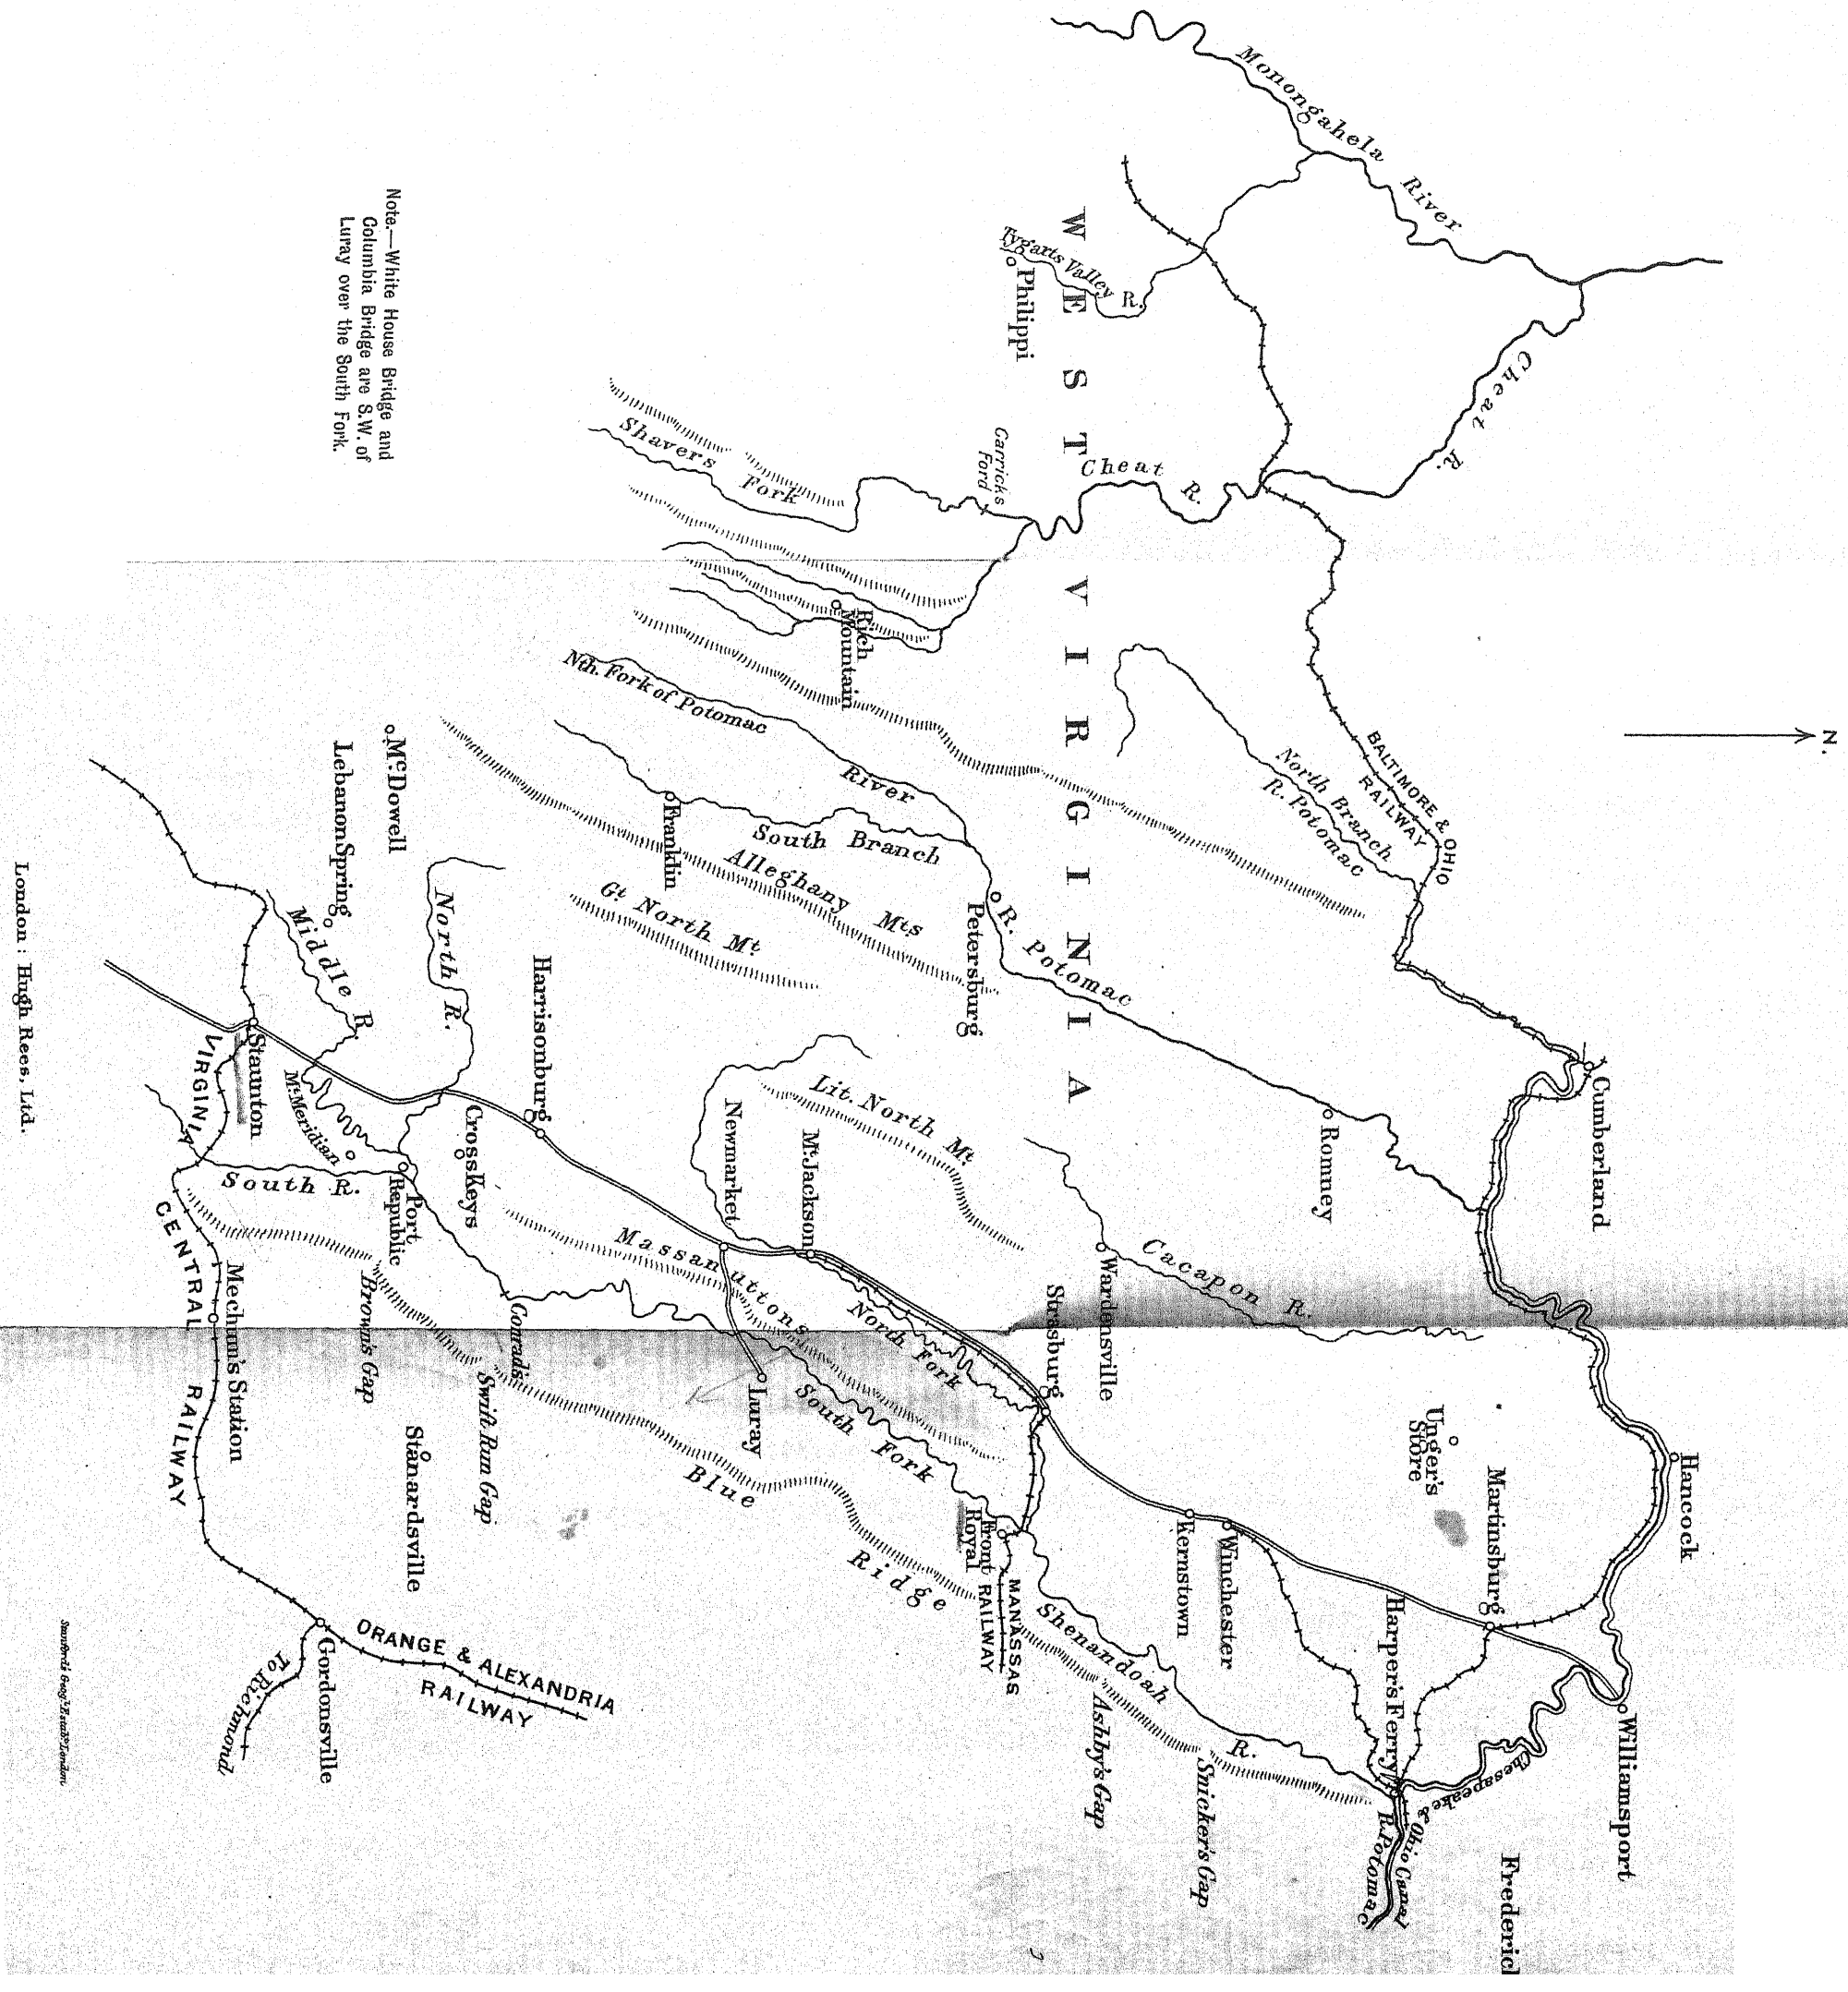 N.
Monongahela River
Cheat R.
WEST VIRGINIA
Tygarts Valley R.
Philippi
Note.—White House Bridge and
Columbia Bridge are S.W. of
Luray over the South Fork.
Shavers Fork
Carricks
Ford
Cheat R.
Rich
Mountain
Nth. Fork of Potomac River
BALTIMORE & OHIO
RAILWAY
North Branch
R. Potomac
McDowell
Lebanon Spring
Franklin
South Branch
Alleghany Mts
Gt. North Mt.
Petersburg
R. Potomac
Middle R.
North R.
Harrisonburg
Staunton
Mt. Meridian
Cross Keys
Newmarket
Mt. Jackson
Lit. North Mt.
Romney
Cumberland
VIRGINIA CENTRAL RAILWAY
South R.
Port
Republic
Massanuttons
North Fork
Strasburg
Wardensville
Cacapon R.
Mechum's Station
Brown's Gap
Conrad's
Swift Run Gap
Stanardsville
Luray
South Fork
Blue Ridge
Front
Royal
MANASSAS
RAILWAY
Kernstown
Winchester
Unger's
Store
Martinsburg
Hancock
Shenandoah R.
Ashby's Gap
Snicker's Gap
Harper's Ferry
Chesapeake & Ohio Canal
R. Potomac
Williamsport
Frederic
ORANGE & ALEXANDRIA
RAILWAY
Gordonsville
To Richmond
London : Hugh Rees, Ltd.
Stanford's Geogl. Estabt. London